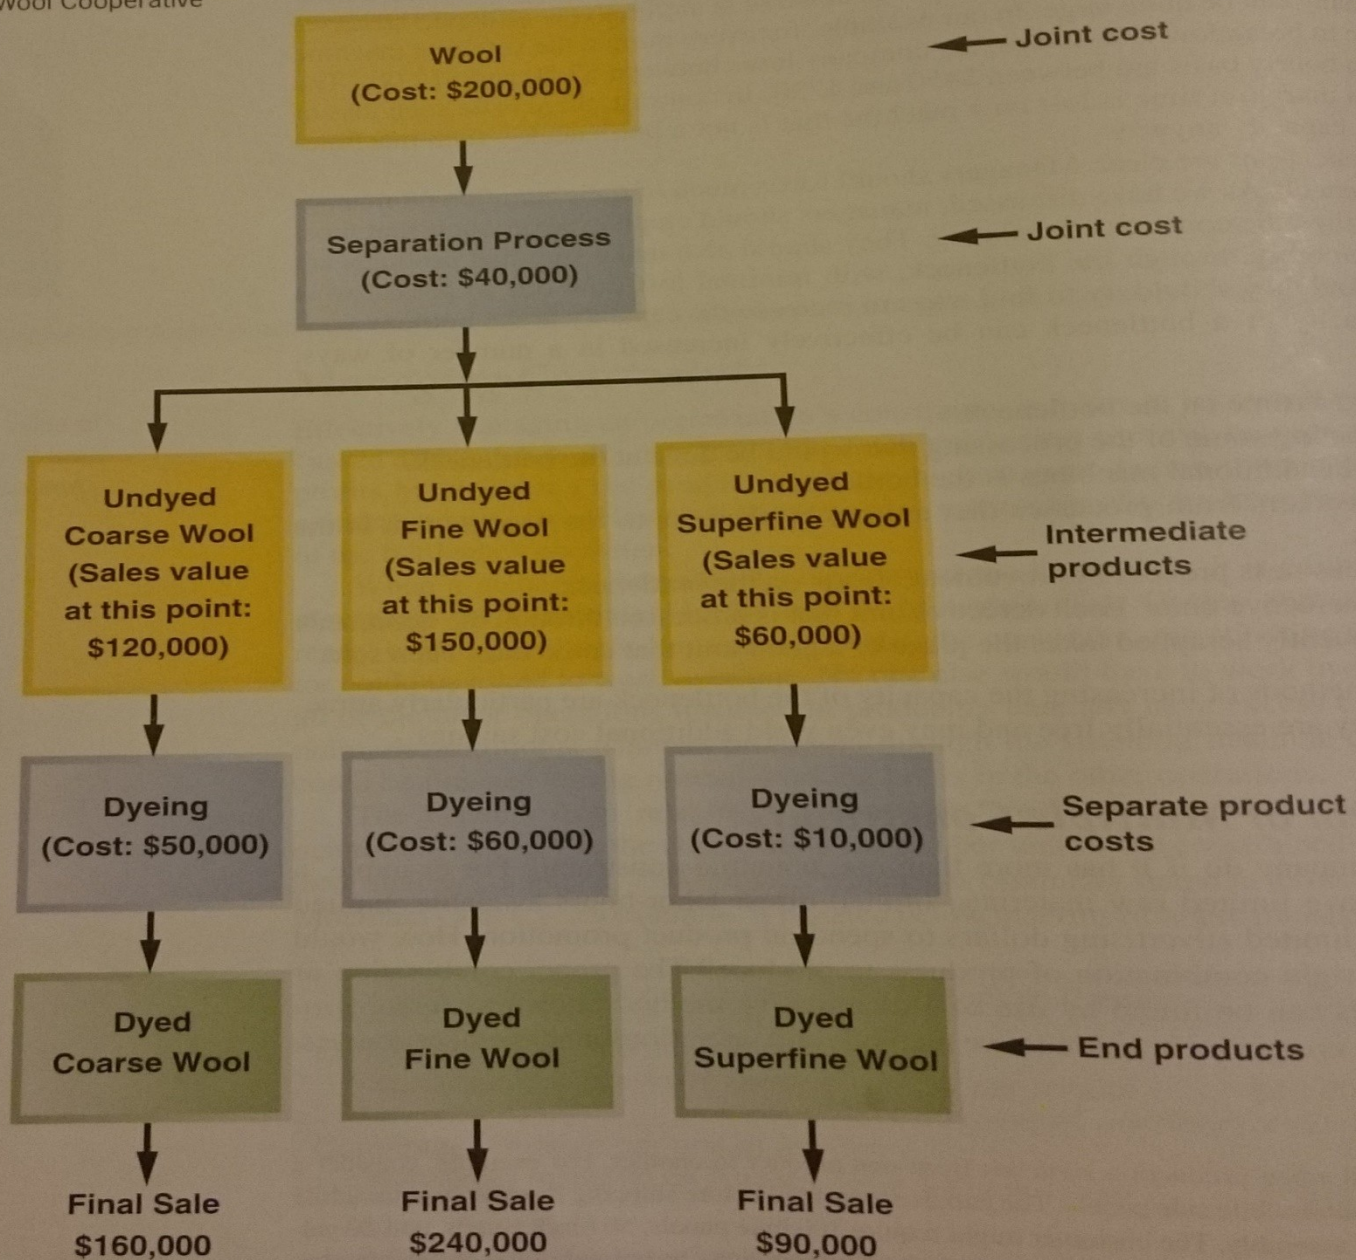 Wool Cooperative
Wool
(Cost: $200,000)
Joint cost
Separation Process
(Cost: $40,000)
Joint cost
Undyed
Coarse Wool
(Sales value
at this point:
$120,000)
Undyed
Fine Wool
(Sales value
at this point:
$150,000)
Undyed
Superfine Wool
(Sales value
at this point:
$60,000)
Intermediate
products
Dyeing
(Cost: $50,000)
Dyeing
(Cost: $60,000)
Dyeing
(Cost: $10,000)
Separate product
costs
Dyed
Coarse Wool
Dyed
Fine Wool
Dyed
Superfine Wool
End products
Final Sale
$160,000
Final Sale
$240,000
Final Sale
$90,000